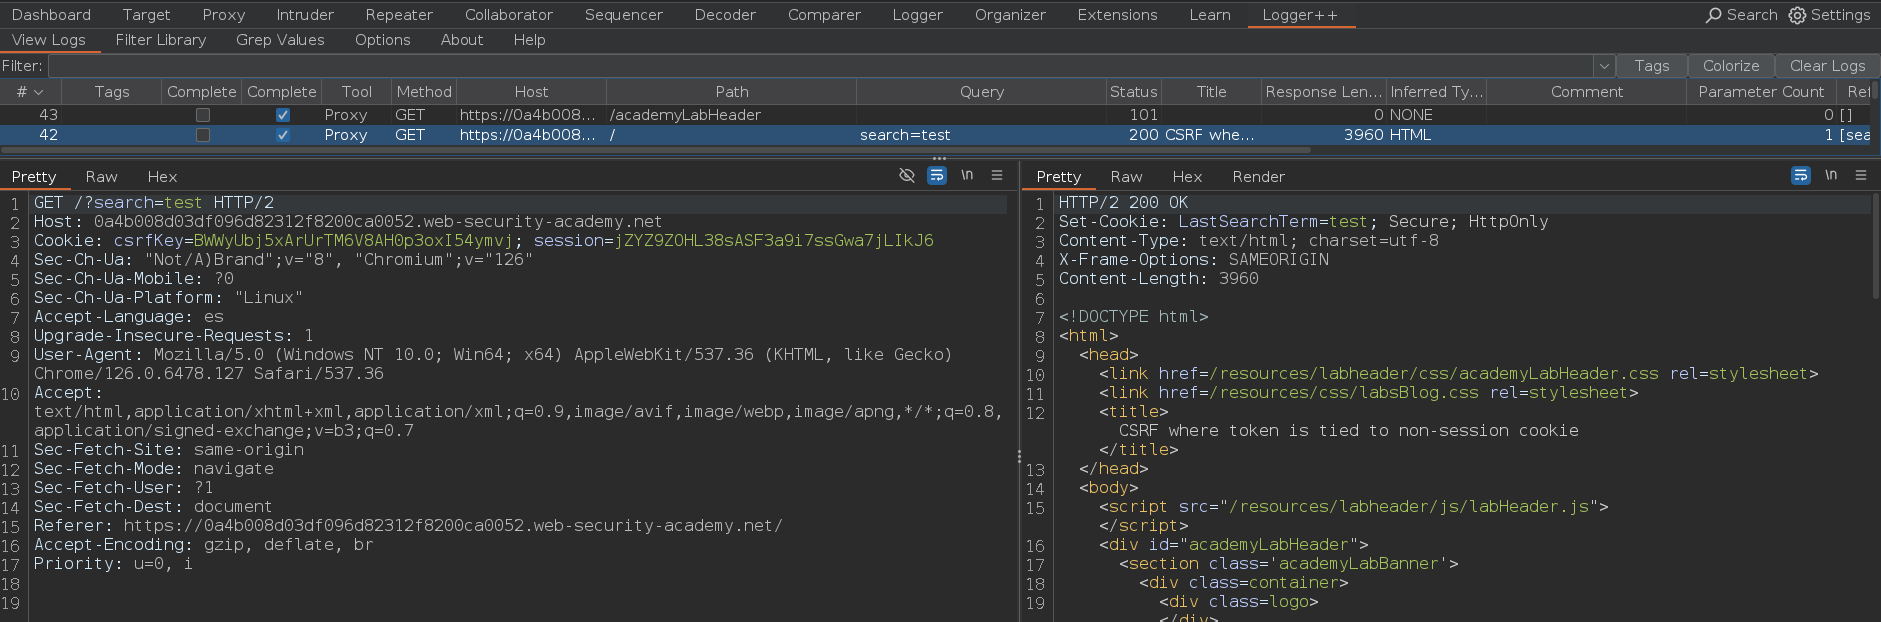 Dashboard Target Proxy Intruder Repeater Collaborator Sequencer Decoder Comparer Logger Organizer Extensions Learn Logger++ Search Settings
View Logs Filter Library Grep Values Options About Help
Filter: Tags Colorize Clear Logs
# Tags Complete Complete Tool Method Host Path Query Status Title Response Len... Inferred Ty... Comment Parameter Count Ref
43 Proxy GET https://0a4b008... /academyLabHeader 101 0 NONE 0 []
42 Proxy GET https://0a4b008... / search=test 200 CSRF whe... 3960 HTML 1 [sea
Pretty Raw Hex \n
1 GET /?search=test HTTP/2
2 Host: 0a4b008d03df096d82312f8200ca0052.web-security-academy.net
3 Cookie: csrfKey=BWWyUbj5xArUrTM6V8AH0p3oxI54ymvj; session=jZYZ9ZOHL38sASF3a9i7ssGwa7jLIkJ6
4 Sec-Ch-Ua: "Not/A)Brand";v="8", "Chromium";v="126"
5 Sec-Ch-Ua-Mobile: ?0
6 Sec-Ch-Ua-Platform: "Linux"
7 Accept-Language: es
8 Upgrade-Insecure-Requests: 1
9 User-Agent: Mozilla/5.0 (Windows NT 10.0; Win64; x64) AppleWebKit/537.36 (KHTML, like Gecko)
Chrome/126.0.6478.127 Safari/537.36
10 Accept:
text/html,application/xhtml+xml,application/xml;q=0.9,image/avif,image/webp,image/apng,*/*;q=0.8,
application/signed-exchange;v=b3;q=0.7
11 Sec-Fetch-Site: same-origin
12 Sec-Fetch-Mode: navigate
13 Sec-Fetch-User: ?1
14 Sec-Fetch-Dest: document
15 Referer: https://0a4b008d03df096d82312f8200ca0052.web-security-academy.net/
16 Accept-Encoding: gzip, deflate, br
17 Priority: u=0, i
18
19
Pretty Raw Hex Render \n
1 HTTP/2 200 OK
2 Set-Cookie: LastSearchTerm=test; Secure; HttpOnly
3 Content-Type: text/html; charset=utf-8
4 X-Frame-Options: SAMEORIGIN
5 Content-Length: 3960
6
7 <!DOCTYPE html>
8 <html>
9 <head>
10 <link href=/resources/labheader/css/academyLabHeader.css rel=stylesheet>
11 <link href=/resources/css/labsBlog.css rel=stylesheet>
12 <title>
CSRF where token is tied to non-session cookie
</title>
13 </head>
14 <body>
15 <script src="/resources/labheader/js/labHeader.js">
</script>
16 <div id="academyLabHeader">
17 <section class='academyLabBanner'>
18 <div class=container>
19 <div class=logo>
</div>